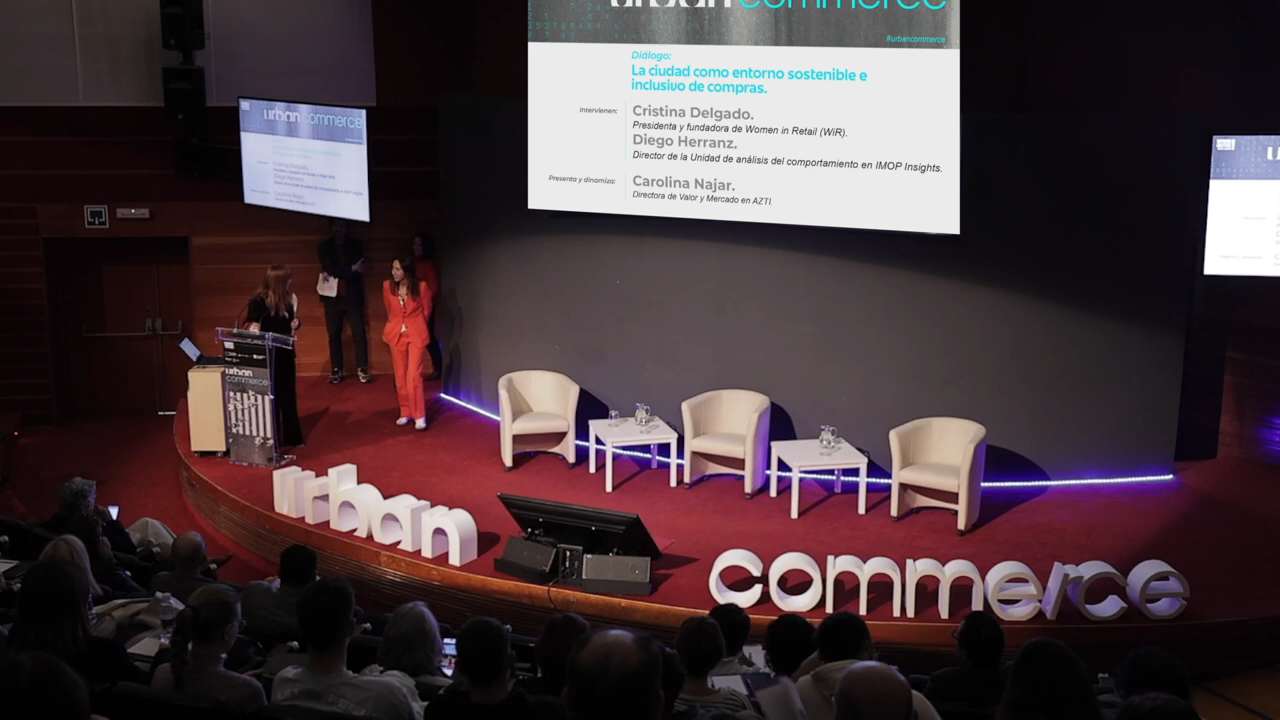 urban commerce
#urbancommerce
Diálogo:
La ciudad como entorno sostenible e
inclusivo de compras.
Intervienen:
Cristina Delgado.
Presidenta y fundadora de Women in Retail (WiR).
Diego Herranz.
Director de la Unidad de análisis del comportamiento en IMOP Insights.
Presenta y dinamiza:
Carolina Najar.
Directora de Valor y Mercado en AZTI.
urbancommerce
urban
commerce
urban
commerce